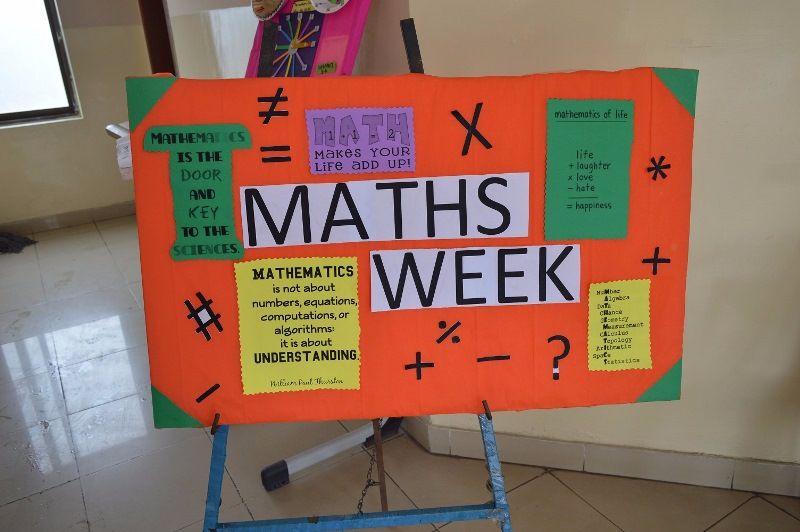 MATHEMATICS
IS THE
DOOR
AND
KEY
TO THE
SCIENCES.
≠
=
MATH
1+1=2
MAKES YOUR
LIFE ADD UP!
X
mathematics of life
life
+ laughter
x love
- hate
= happiness
*
MATHS
WEEK
MATHEMATICS
is not about
numbers, equations,
computations, or
algorithms:
it is about
UNDERSTANDING
William Paul Thurston
#
-
+
%
-
?
+
Algebra
DaTa
CHance
GEometry
Measurement
CAlculus
Topology
SpaCe
StatisticS